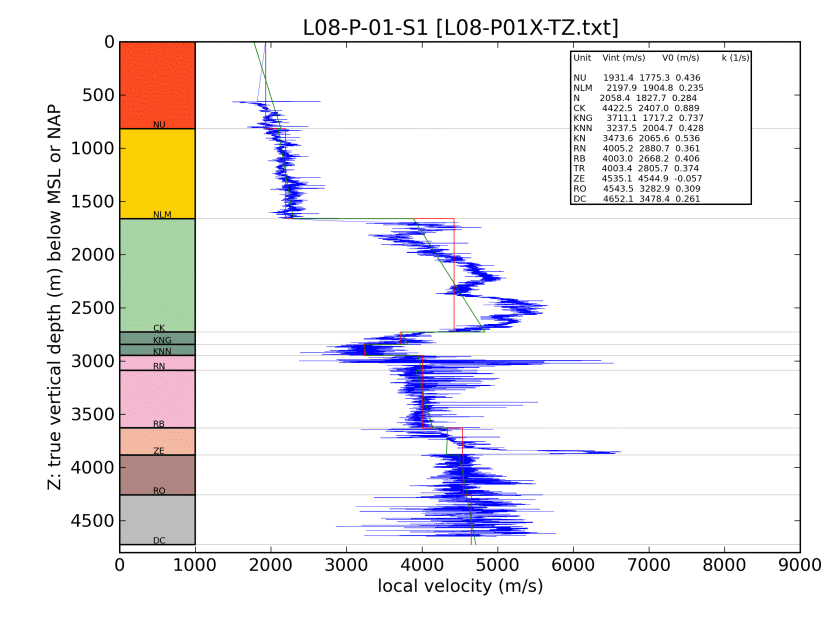 L08-P-01-S1 [L08-P01X-TZ.txt]
Unit Vint (m/s) V0 (m/s) k (1/s)
NU 1931.4 1775.3 0.436
NLM 2197.9 1904.8 0.235
N 2058.4 1827.7 0.284
CK 4422.5 2407.0 0.889
KNG 3711.1 1717.2 0.737
KNN 3237.5 2004.7 0.428
KN 3473.6 2065.6 0.536
RN 4005.2 2880.7 0.361
RB 4003.0 2668.2 0.406
TR 4003.4 2805.7 0.374
ZE 4535.1 4544.9 -0.057
RO 4543.5 3282.9 0.309
DC 4652.1 3478.4 0.261
Z: true vertical depth (m) below MSL or NAP
0
500
1000
1500
2000
2500
3000
3500
4000
4500
NU
NLM
CK
KNG
KNN
RN
RB
ZE
RO
DC
0 1000 2000 3000 4000 5000 6000 7000 8000 9000
local velocity (m/s)